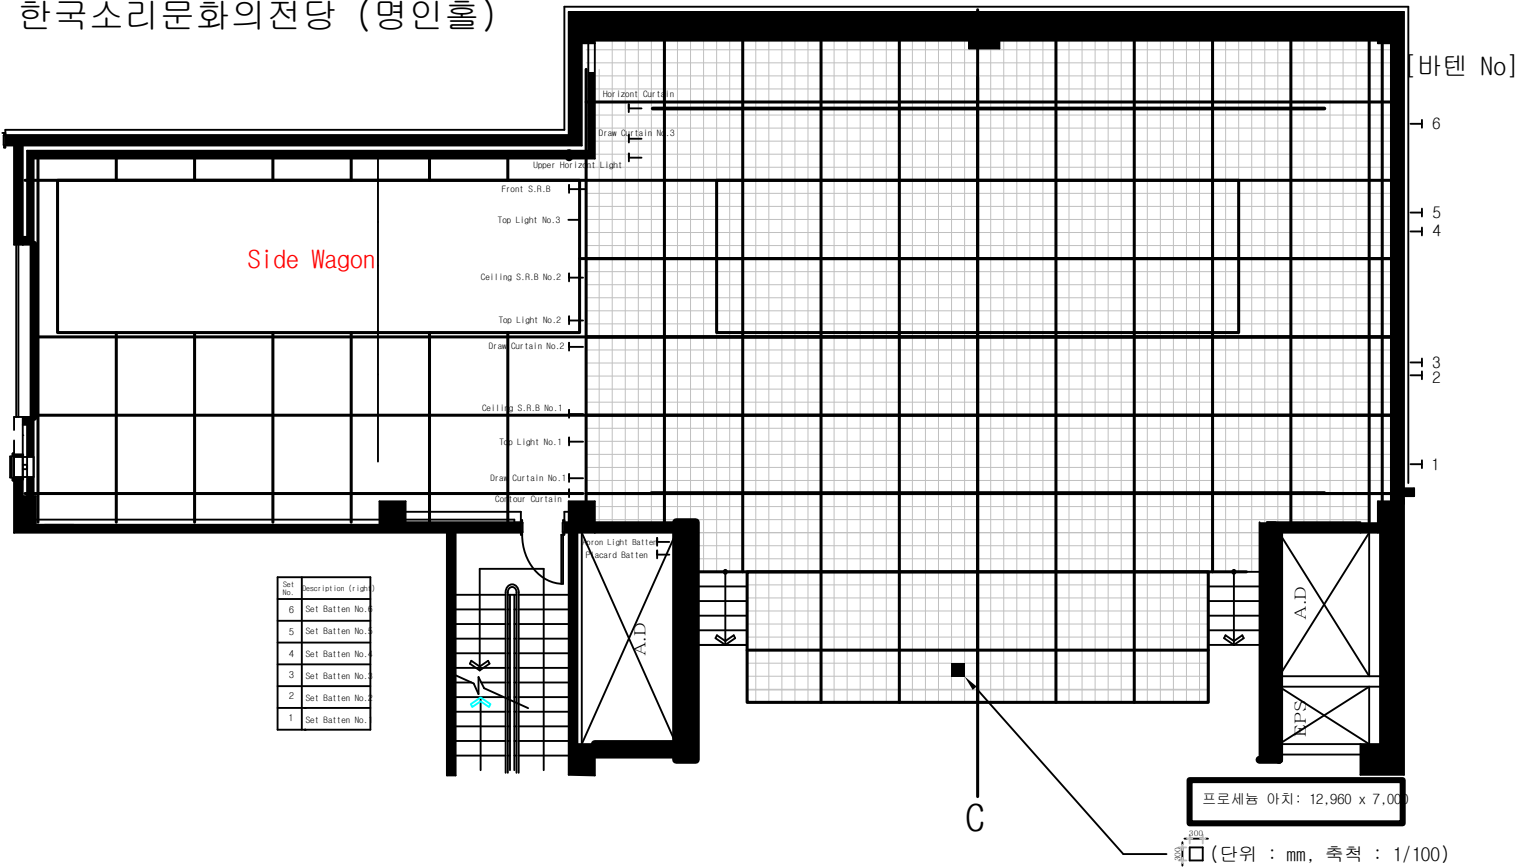 한국소리문화의전당 (명인홀)
[바텐 No]
Horizont Curtain
6
Draw Curtain No.3
Upper Horizont Light
Front S.R.B
5
Top Light No.3
4
Side Wagon
Ceiling S.R.B No.2
Top Light No.2
Draw Curtain No.2
3
2
Ceiling S.R.B No.1
Top Light No.1
1
Draw Curtain No.1
Contour Curtain
Apron Light Batten
Placard Batten
Set No. Description (right)
6 Set Batten No.6
5 Set Batten No.5
4 Set Batten No.4
3 Set Batten No.3
2 Set Batten No.2
1 Set Batten No.1
A.D
A.D
EPS
C
프로세늄 아치: 12,960 x 7,000
300
300
(단위 : mm, 축척 : 1/100)